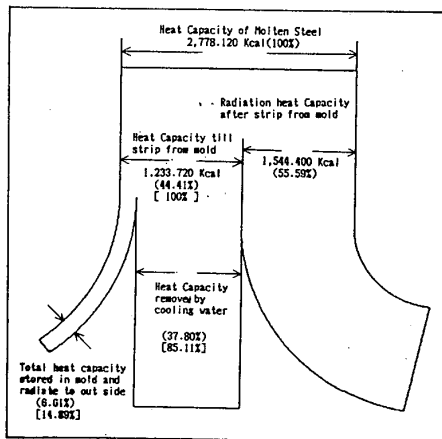 Heat Capacity of Molten Steel
2,778.120 Kcal(100%)
Radiation heat Capacity
after strip from mold
Heat Capacity till
strip from mold
1.233.720 Kcal
(44.41%)
[ 100% ]
1,544.400 Kcal
(55.59%)
Heat Capacity
removed by
cooling water
(37.80%)
[85.11%]
Total heat capacity
stored in mold and
radiate to out side
(6.61%)
[14.89%]